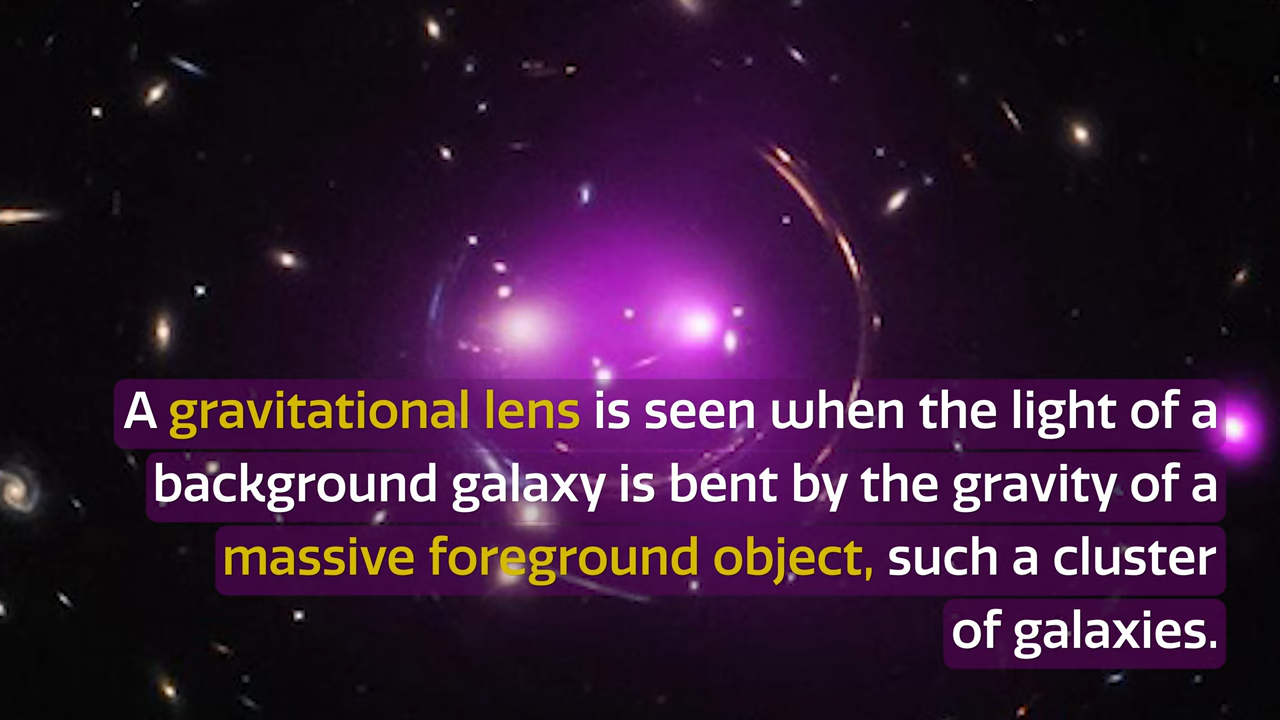 A gravitational lens is seen when the light of a
background galaxy is bent by the gravity of a
massive foreground object, such a cluster
of galaxies.